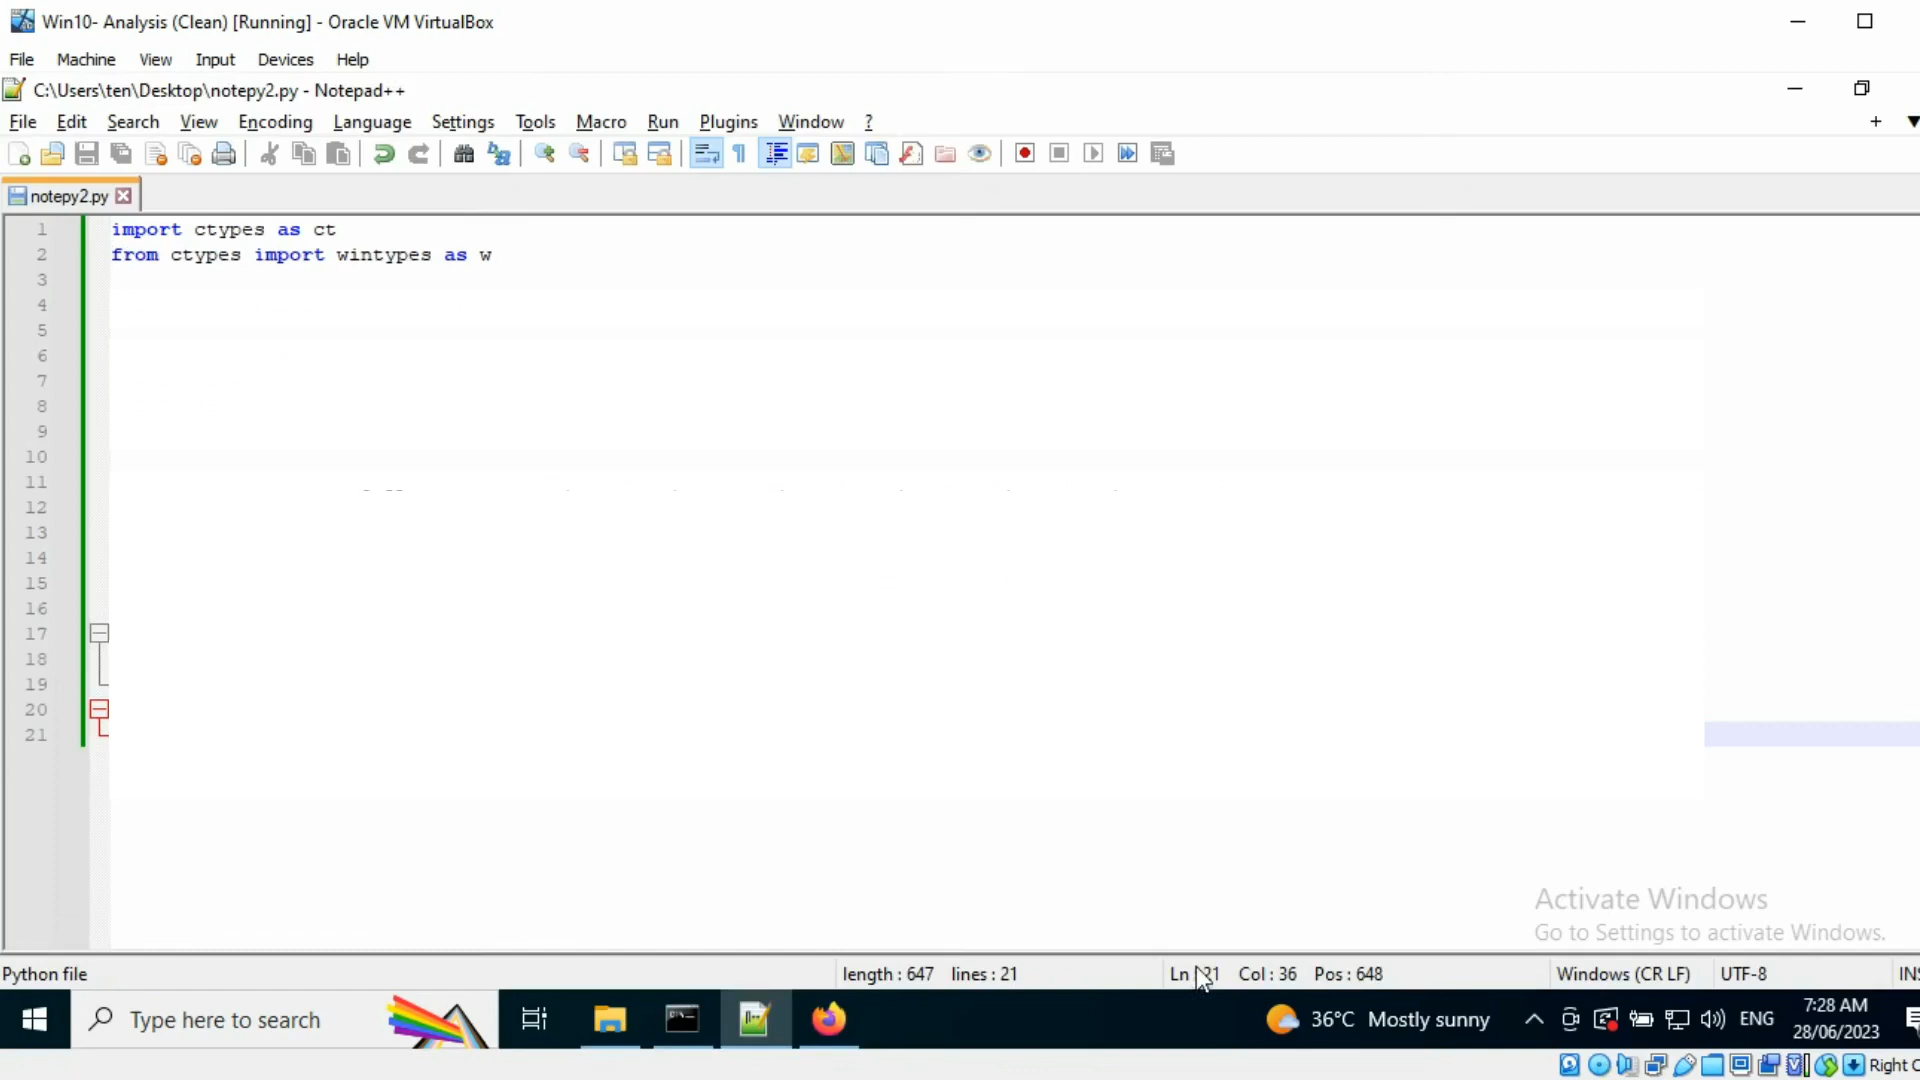 Win10- Analysis (Clean) [Running] - Oracle VM VirtualBox
File Machine View Input Devices Help
C:\Users\ten\Desktop\notepy2.py - Notepad++
File Edit Search View Encoding Language Settings Tools Macro Run Plugins Window ?
notepy2.py
1 import ctypes as ct
2 from ctypes import wintypes as w
3
4
5
6
7
8
9
10
11
12
13
14
15
16
17
18
19
20
21
Activate Windows
Go to Settings to activate Windows.
Python file length : 647 lines : 21 Ln : 21 Col : 36 Pos : 648 Windows (CR LF) UTF-8 INS
Type here to search 36°C Mostly sunny ENG 7:28 AM
28/06/2023
Right C